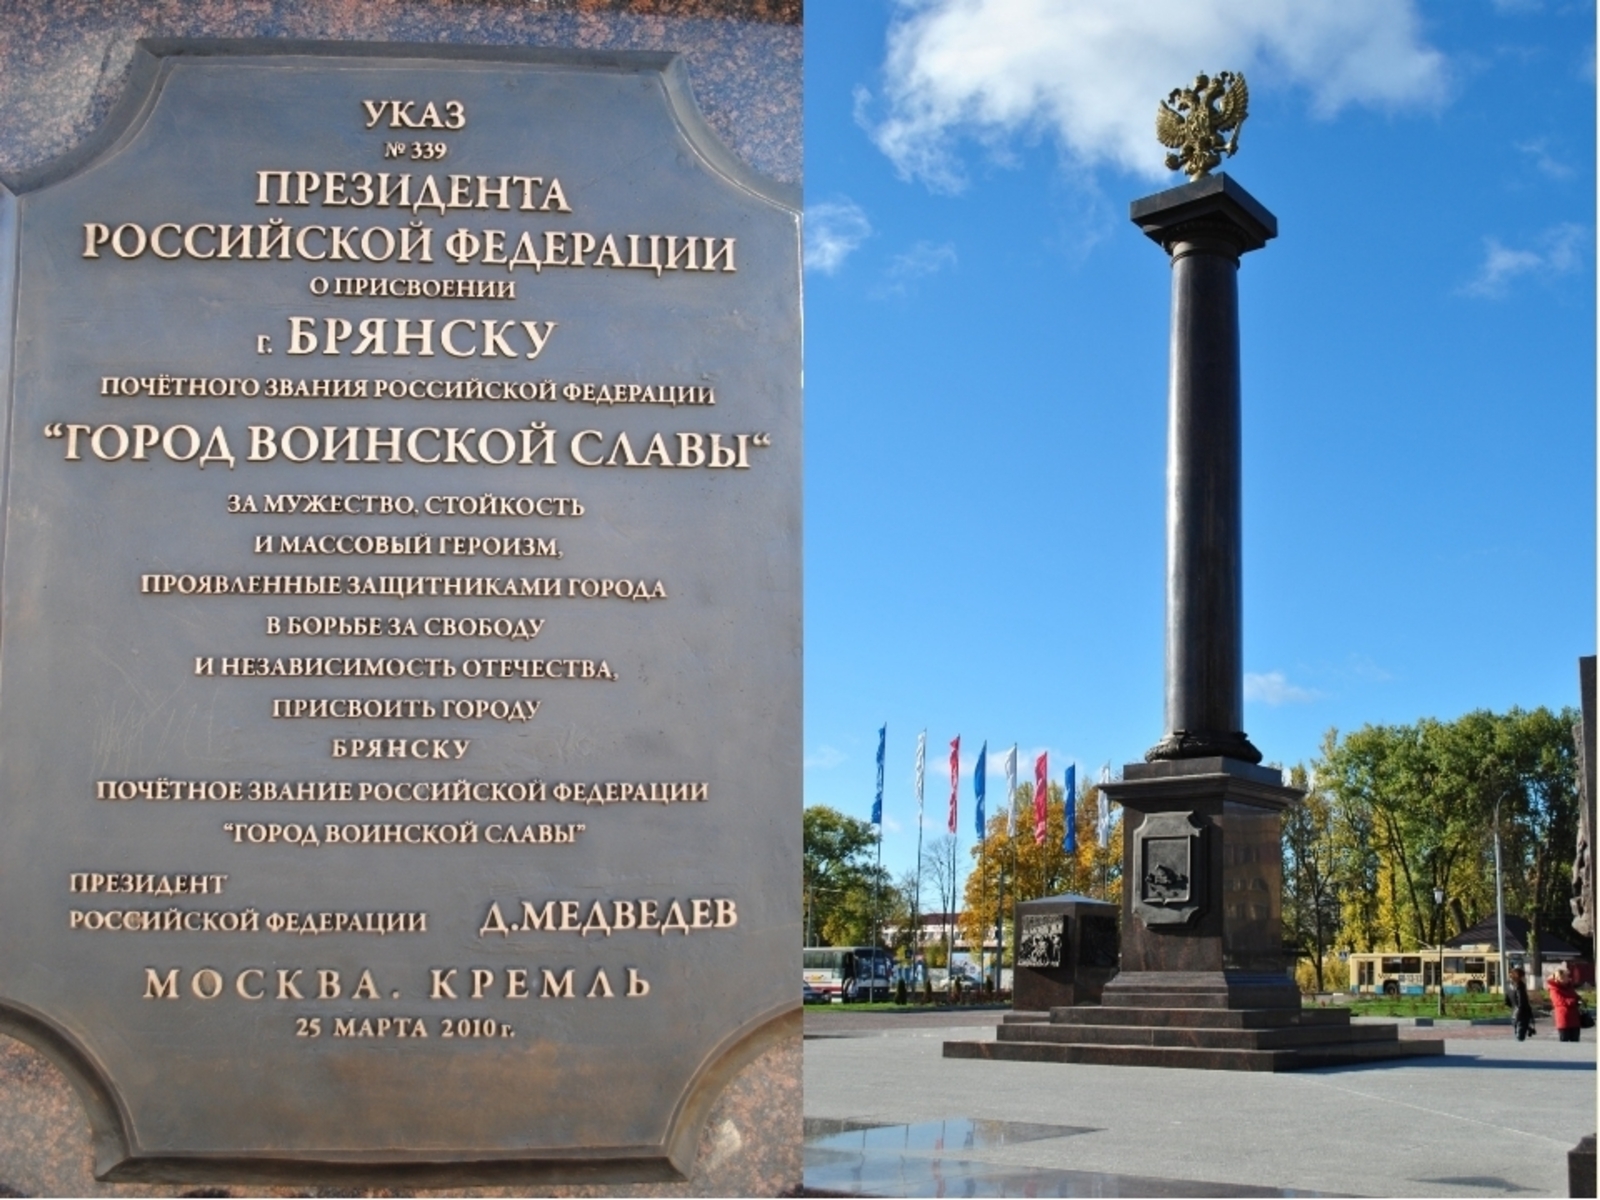 УКАЗ
№ 339
ПРЕЗИДЕНТА
РОССИЙСКОЙ ФЕДЕРАЦИИ
О ПРИСВОЕНИИ
г. БРЯНСКУ
ПОЧЁТНОГО ЗВАНИЯ РОССИЙСКОЙ ФЕДЕРАЦИИ
“ГОРОД ВОИНСКОЙ СЛАВЫ“
ЗА МУЖЕСТВО, СТОЙКОСТЬ
И МАССОВЫЙ ГЕРОИЗМ,
ПРОЯВЛЕННЫЕ ЗАЩИТНИКАМИ ГОРОДА
В БОРЬБЕ ЗА СВОБОДУ
И НЕЗАВИСИМОСТЬ ОТЕЧЕСТВА,
ПРИСВОИТЬ ГОРОДУ
БРЯНСКУ
ПОЧЁТНОЕ ЗВАНИЕ РОССИЙСКОЙ ФЕДЕРАЦИИ
“ГОРОД ВОИНСКОЙ СЛАВЫ”
ПРЕЗИДЕНТ
РОССИЙСКОЙ ФЕДЕРАЦИИ Д.МЕДВЕДЕВ
МОСКВА. КРЕМЛЬ
25 МАРТА 2010 г.